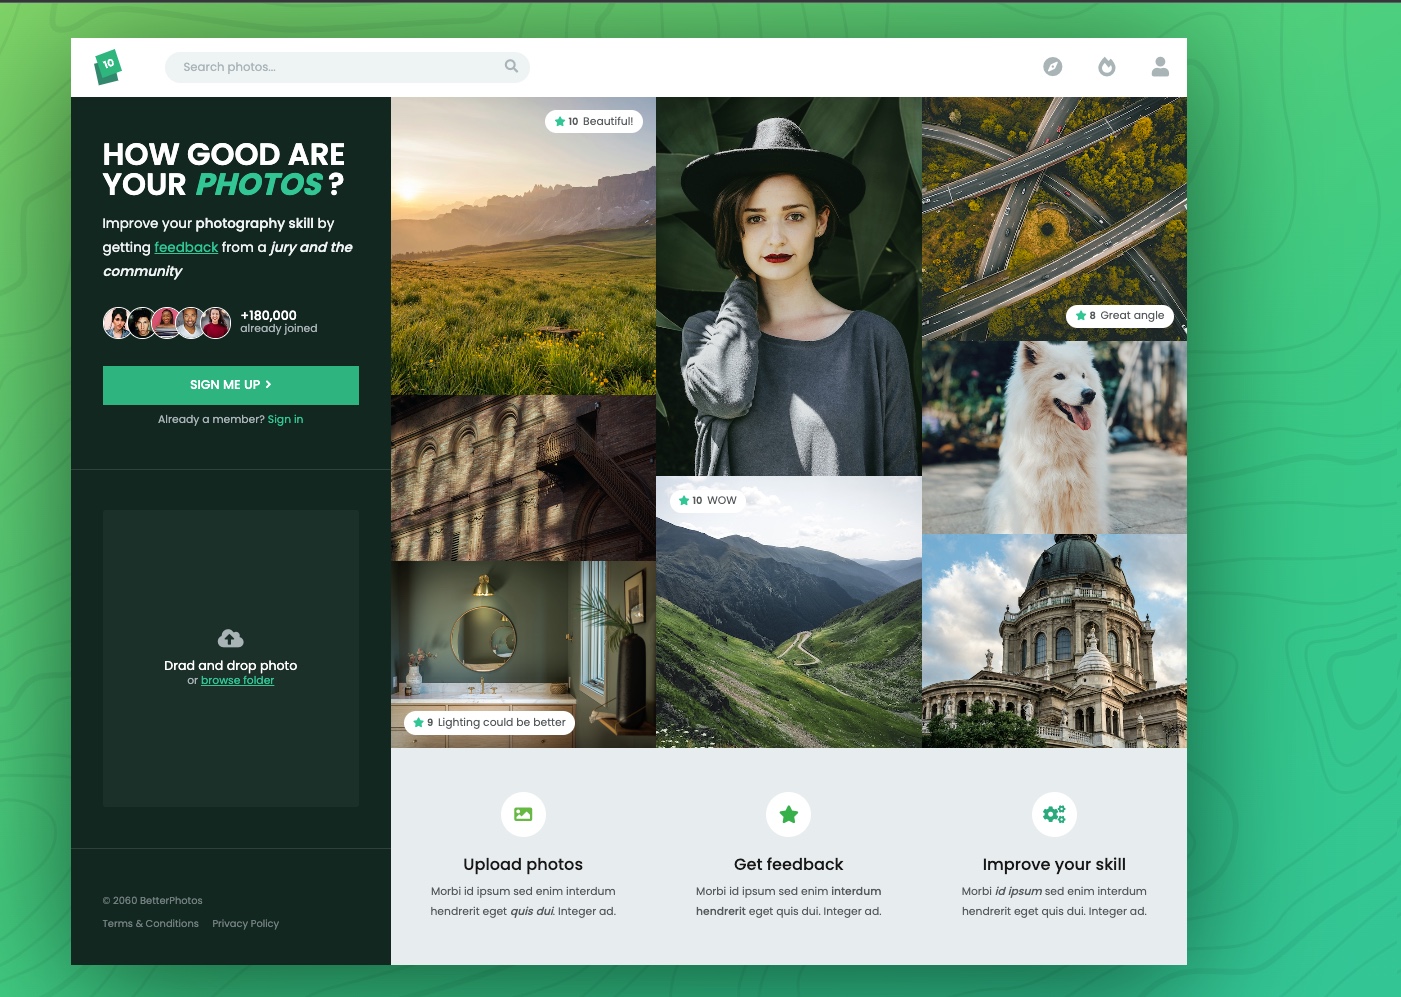 10
Search photos...
HOW GOOD ARE
YOUR PHOTOS ?
Improve your photography skill by
getting feedback from a jury and the
community
+180,000
already joined
SIGN ME UP
Already a member? Sign in
Drad and drop photo
or browse folder
© 2060 BetterPhotos
Terms & Conditions Privacy Policy
10 Beautiful!
8 Great angle
10 WOW
9 Lighting could be better
Upload photos
Morbi id ipsum sed enim interdum
hendrerit eget quis dui. Integer ad.
Get feedback
Morbi id ipsum sed enim interdum
hendrerit eget quis dui. Integer ad.
Improve your skill
Morbi id ipsum sed enim interdum
hendrerit eget quis dui. Integer ad.